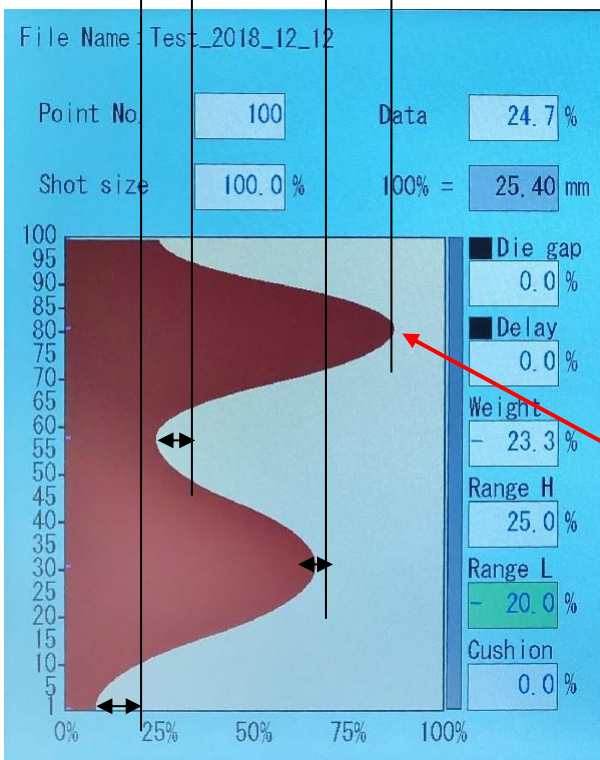 File Name:Test_2018_12_12
Point No. 100 Data 24.7 %
Shot size 100.0 % 100% = 25.40 mm
100
95
90
85
80
75
70
65
60
55
50
45
40
35
30
25
20
15
10
5
1
0% 25% 50% 75% 100%
Die gap
0.0 %
Delay
0.0 %
Weight
- 23.3 %
Range H
25.0 %
Range L
- 20.0 %
Cushion
0.0 %